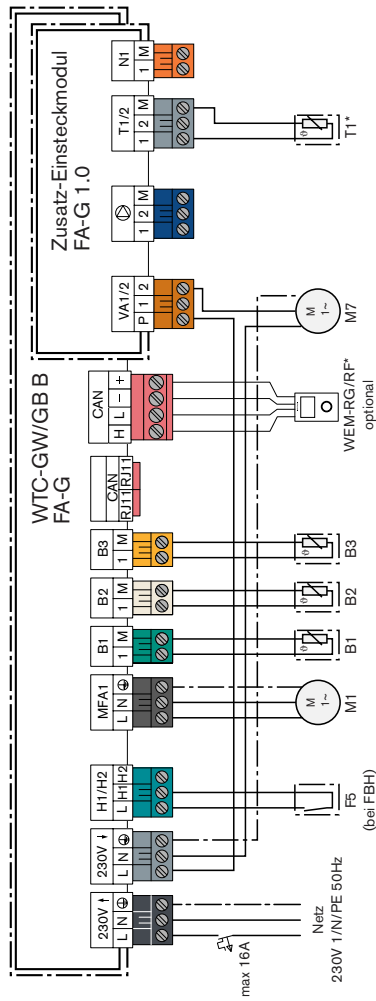 WTC-GW/GB B
FA-G
Zusatz-Einsteckmodul
FA-G 1.0
230V
L N
230V
L N
H1/H2
L H1 H2
MFA1
L N
B1
1 M
B2
1 M
B3
1 M
CAN
RJ11 RJ11
CAN
H L − +
VA1/2
P 1 2
1 2 M
T1/2
1 2 M
N1
1 M
max 16A
Netz
230V 1/N/PE 50Hz
F5
(bei FBH)
M
1~
M1
ϑ
B1
ϑ
B2
ϑ
B3
WEM-RG/RF*
optional
M
1~
M7
ϑ
T1*